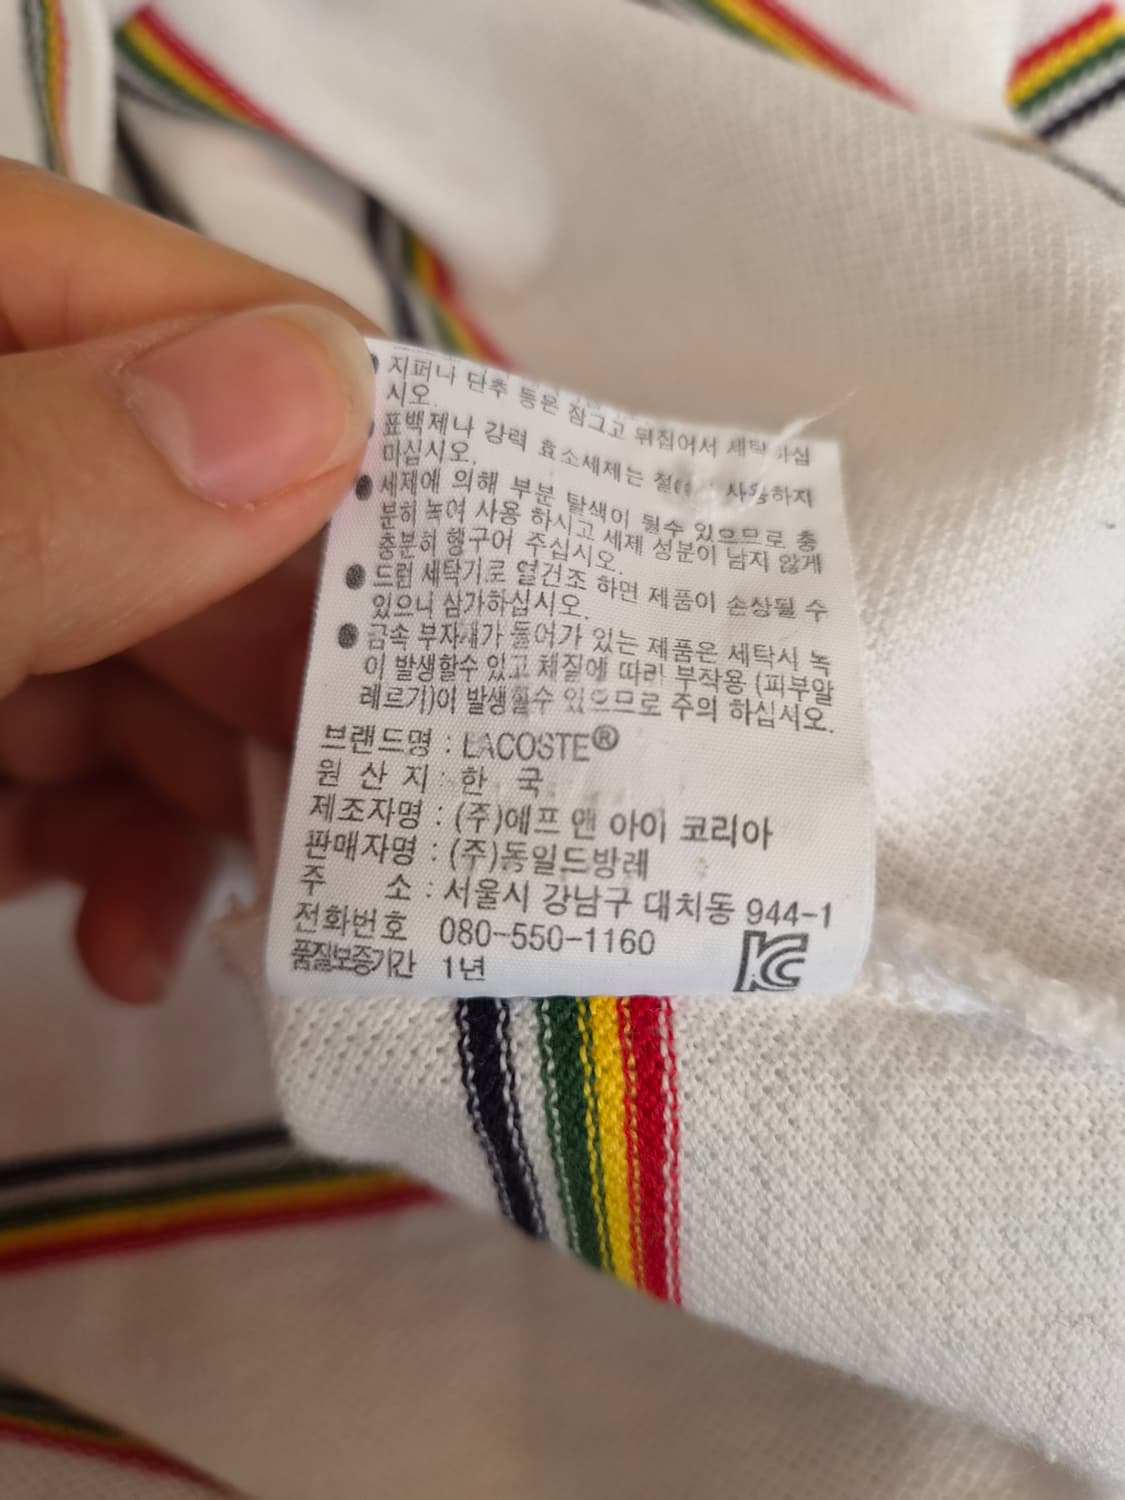 ● 지퍼나 단추 등은 잠그고 뒤집어서 세탁하십
시오.
● 표백제나 강력 효소세제는 절대 사용하지
마십시오.
● 세제에 의해 부분 탈색이 될수 있으므로 충
분히 녹여 사용 하시고 세제 성분이 남지 않게
충분히 헹구어 주십시오.
● 드럼 세탁기로 열건조 하면 제품이 손상될 수
있으니 삼가하십시오.
● 금속 부자재가 들어가 있는 제품은 세탁시 녹
이 발생할수 있고 체질에 따라 부작용 (피부알
레르기)이 발생할수 있으므로 주의 하십시오.
브랜드명 : LACOSTE®
원 산 지 : 한 국
제조자명 : (주)에프 앤 아이 코리아
판매자명 : (주)동일드방레
주 소 : 서울시 강남구 대치동 944-1
전화번호 080-550-1160
품질보증기간 1년